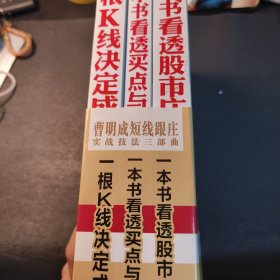 书看透股市庄
本书看透买点与
根K线决定成
曹明成短线跟庄
实战技法三部曲
一本书看透股市
一本书看透买点与
一根K线决定成